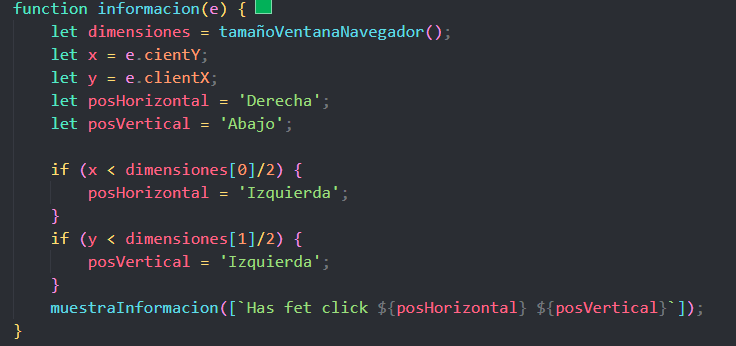 function informacion(e) {
let dimensiones = tamañoVentanaNavegador();
let x = e.cientY;
let y = e.clientX;
let posHorizontal = 'Derecha';
let posVertical = 'Abajo';
if (x < dimensiones[0]/2) {
posHorizontal = 'Izquierda';
}
if (y < dimensiones[1]/2) {
posVertical = 'Izquierda';
}
muestraInformacion([`Has fet click ${posHorizontal} ${posVertical}`]);
}